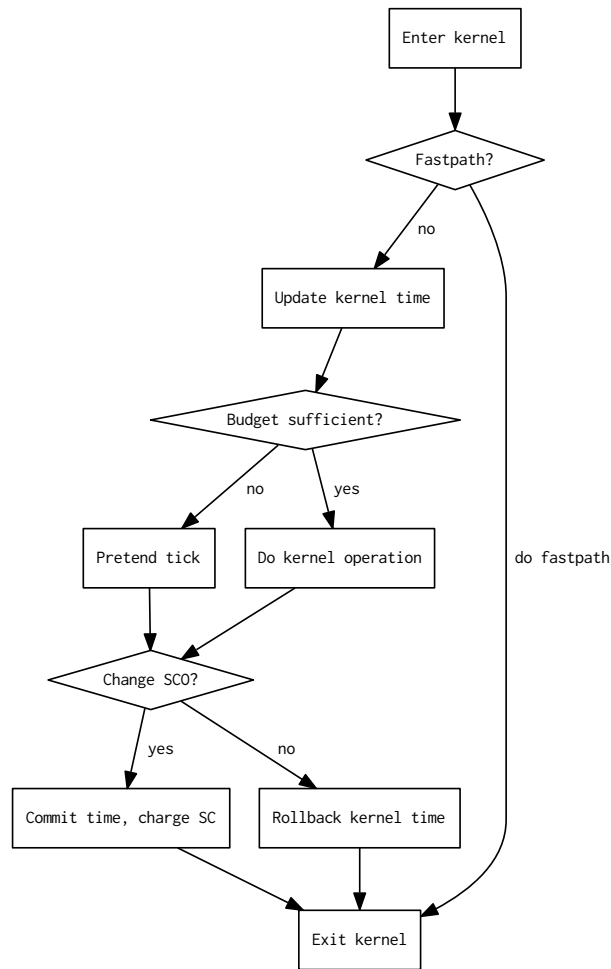 Enter kernel
Fastpath?
no
Update kernel time
Budget sufficient?
no
yes
Pretend tick
Do kernel operation
do fastpath
Change SCO?
yes
no
Commit time, charge SC
Rollback kernel time
Exit kernel